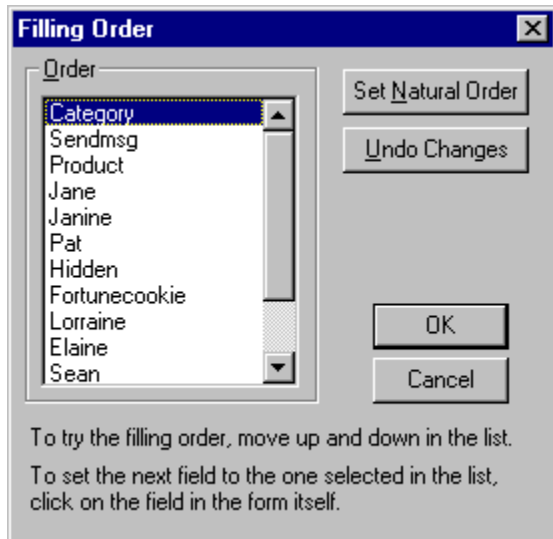 Filling Order
Order
Set Natural Order
Category
Sendmsg
Undo Changes
Product
Jane
Janine
Pat
Hidden
Fortunecookie
Lorraine
OK
Elaine
Sean
Cancel
To try the filling order, move up and down in the list.
To set the next field to the one selected in the list,
click on the field in the form itself.